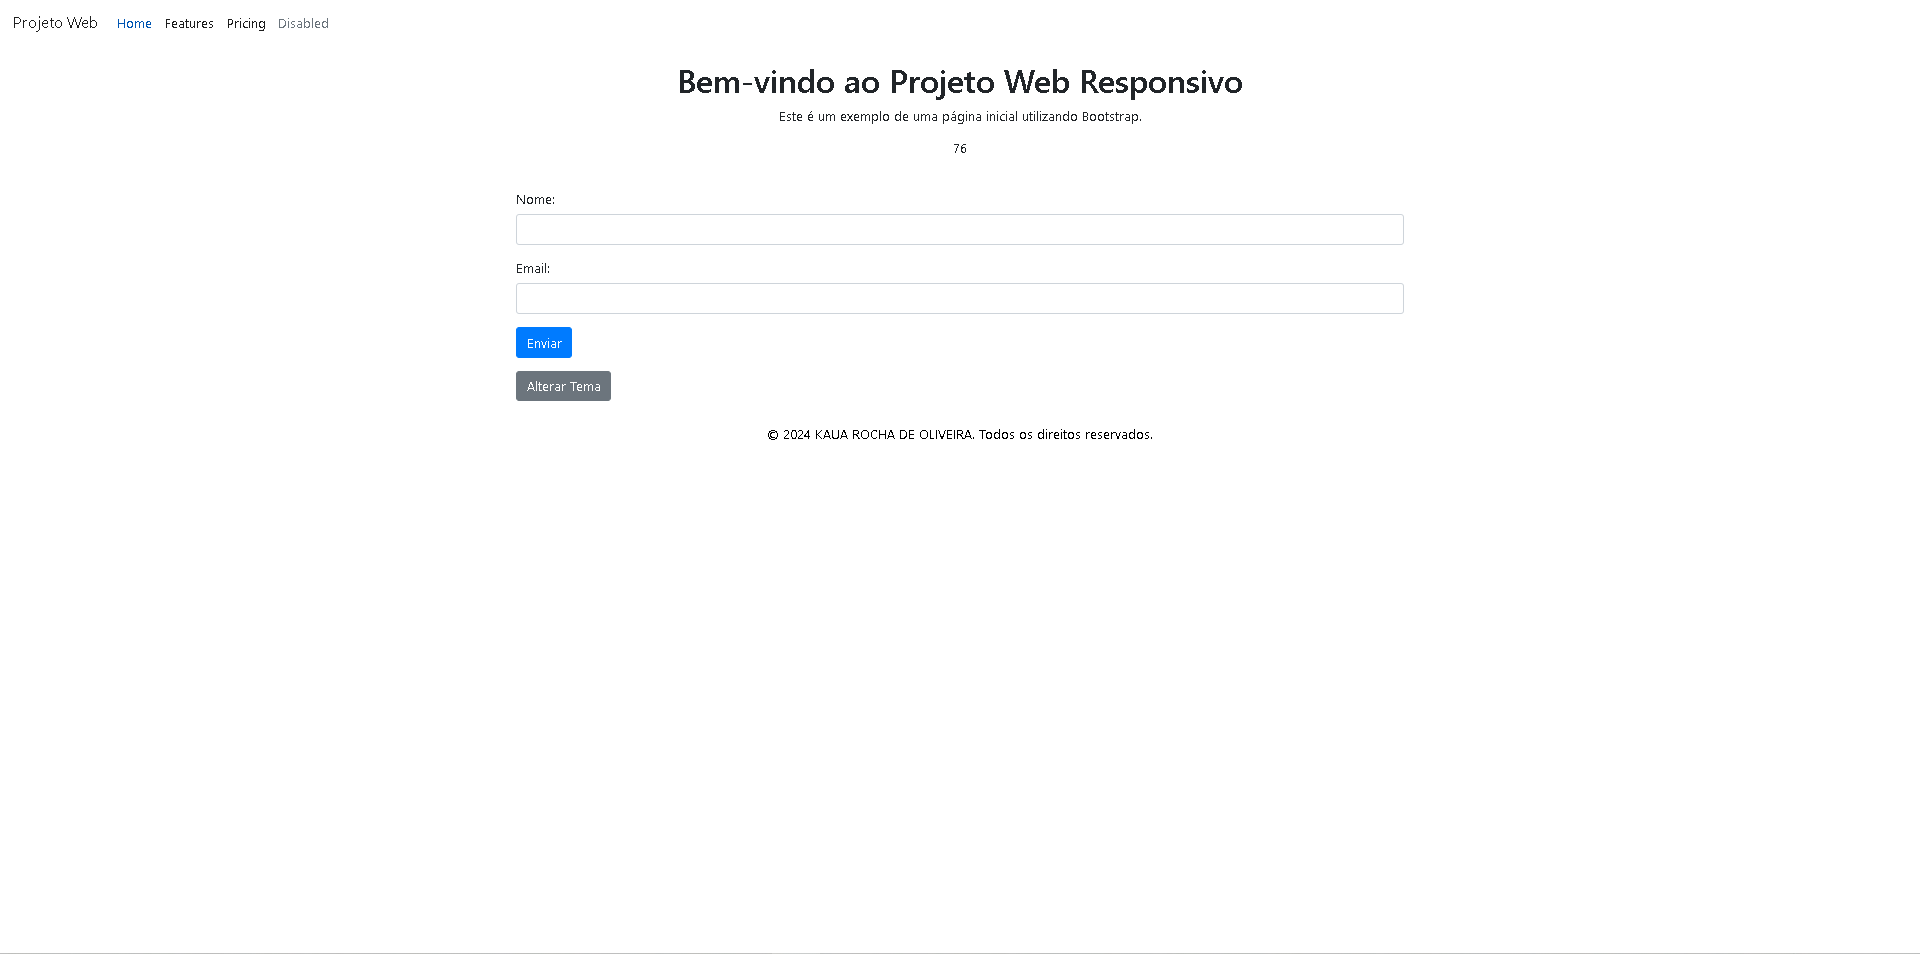 Projeto Web Home Features Pricing Disabled
Bem-vindo ao Projeto Web Responsivo
Este é um exemplo de uma página inicial utilizando Bootstrap.
76
Nome:
Email:
Enviar
Alterar Tema
© 2024 KAUA ROCHA DE OLIVEIRA. Todos os direitos reservados.